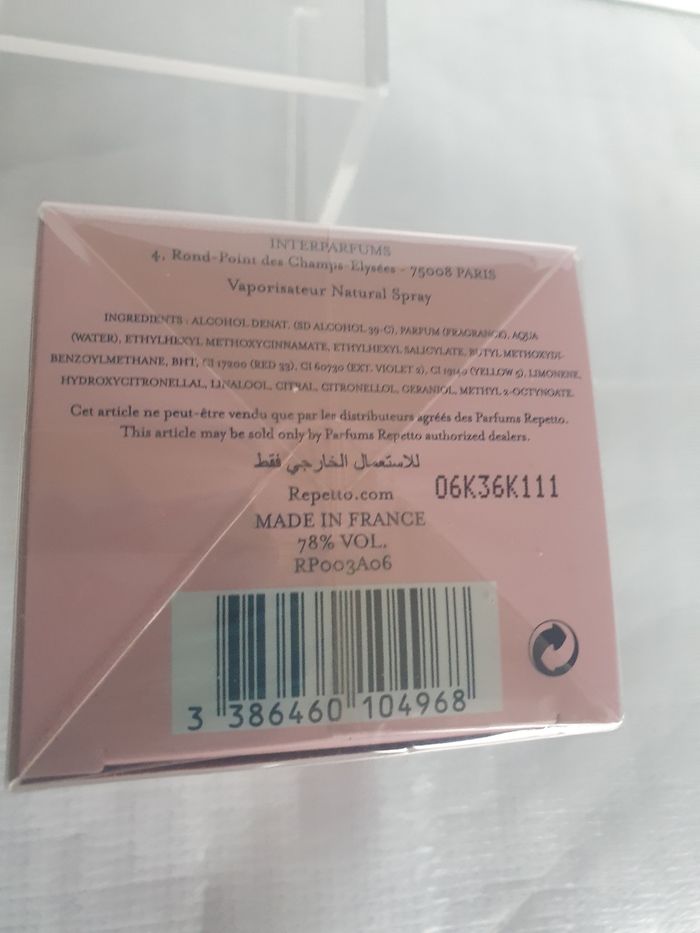 INTERPARFUMS
4, Rond-Point des Champs-Elysées - 75008 PARIS
Vaporisateur Natural Spray
INGREDIENTS : ALCOHOL DENAT. (SD ALCOHOL 39-C), PARFUM (FRAGRANCE), AQUA
(WATER), ETHYLHEXYL METHOXYCINNAMATE, ETHYLHEXYL SALICYLATE, BUTYL METHOXYDI-
BENZOYLMETHANE, BHT, CI 17200 (RED 33), CI 60730 (EXT. VIOLET 2), CI 19140 (YELLOW 5), LIMONENE,
HYDROXYCITRONELLAL, LINALOOL, CITRAL, CITRONELLOL, GERANIOL, METHYL 2-OCTYNOATE.
Cet article ne peut-être vendu que par ler distributeurs agréés des Parfums Repetto.
This article may be sold only by Parfums Repetto authorized dealers.
للاستعمال الخارجي فقط
Repetto.com 06K36K111
MADE IN FRANCE
78% VOL.
RP003A06
3 386460 104968